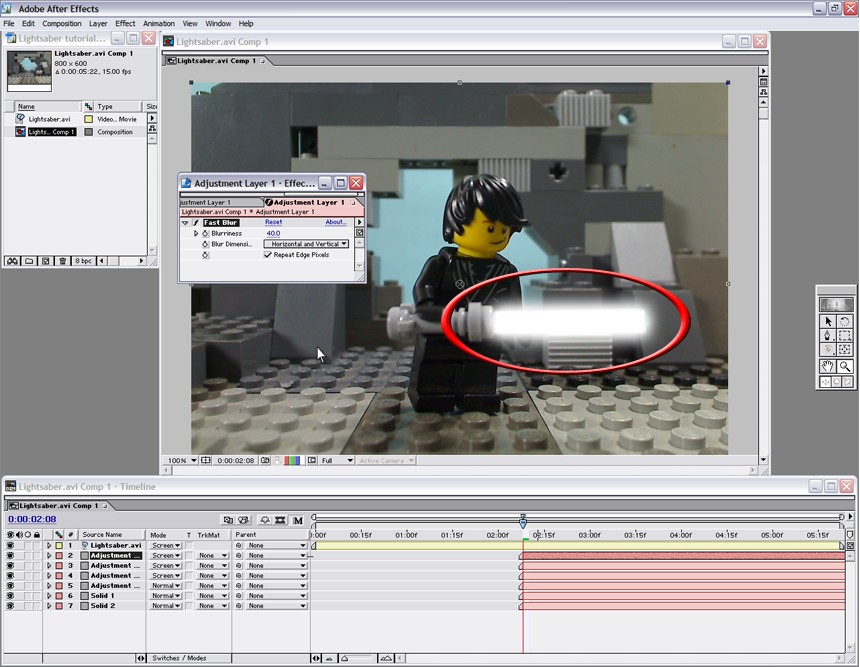 Adobe After Effects
File Edit Composition Layer Effect Animation View Window Help
Lightsaber tutorial...
Lightsaber.avi Comp 1
800 x 600
Δ 0:00:05:22, 15.00 fps
Name Type Size
Lightsaber.avi Video... Movie
Lights... Comp 1 Composition
8 bpc
Lightsaber.avi Comp 1
Lightsaber.avi Comp 1
Adjustment Layer 1 - Effec...
ustment Layer 1 Adjustment Layer 1
Lightsaber.avi Comp 1 * Adjustment Layer 1
Fast Blur Reset About...
Blurriness 40.0
Blur Dimensi... Horizontal and Vertical
Repeat Edge Pixels
100% 0:00:02:08 Full Active Camera
Lightsaber.avi Comp 1 - Timeline
Lightsaber.avi Comp 1
0:00:02:08
# Source Name Mode T TrkMat Parent
):00f 00:15f 01:00f 01:15f 02:00f 02:15f 03:00f 03:15f 04:00f 04:15f 05:00f 05:15f
1 Lightsaber.avi Screen None
2 Adjustment ... Screen None None
3 Adjustment ... Screen None None
4 Adjustment ... Screen None None
5 Adjustment ... Normal None None
6 Solid 1 Normal None None
7 Solid 2 Normal None None
Switches / Modes